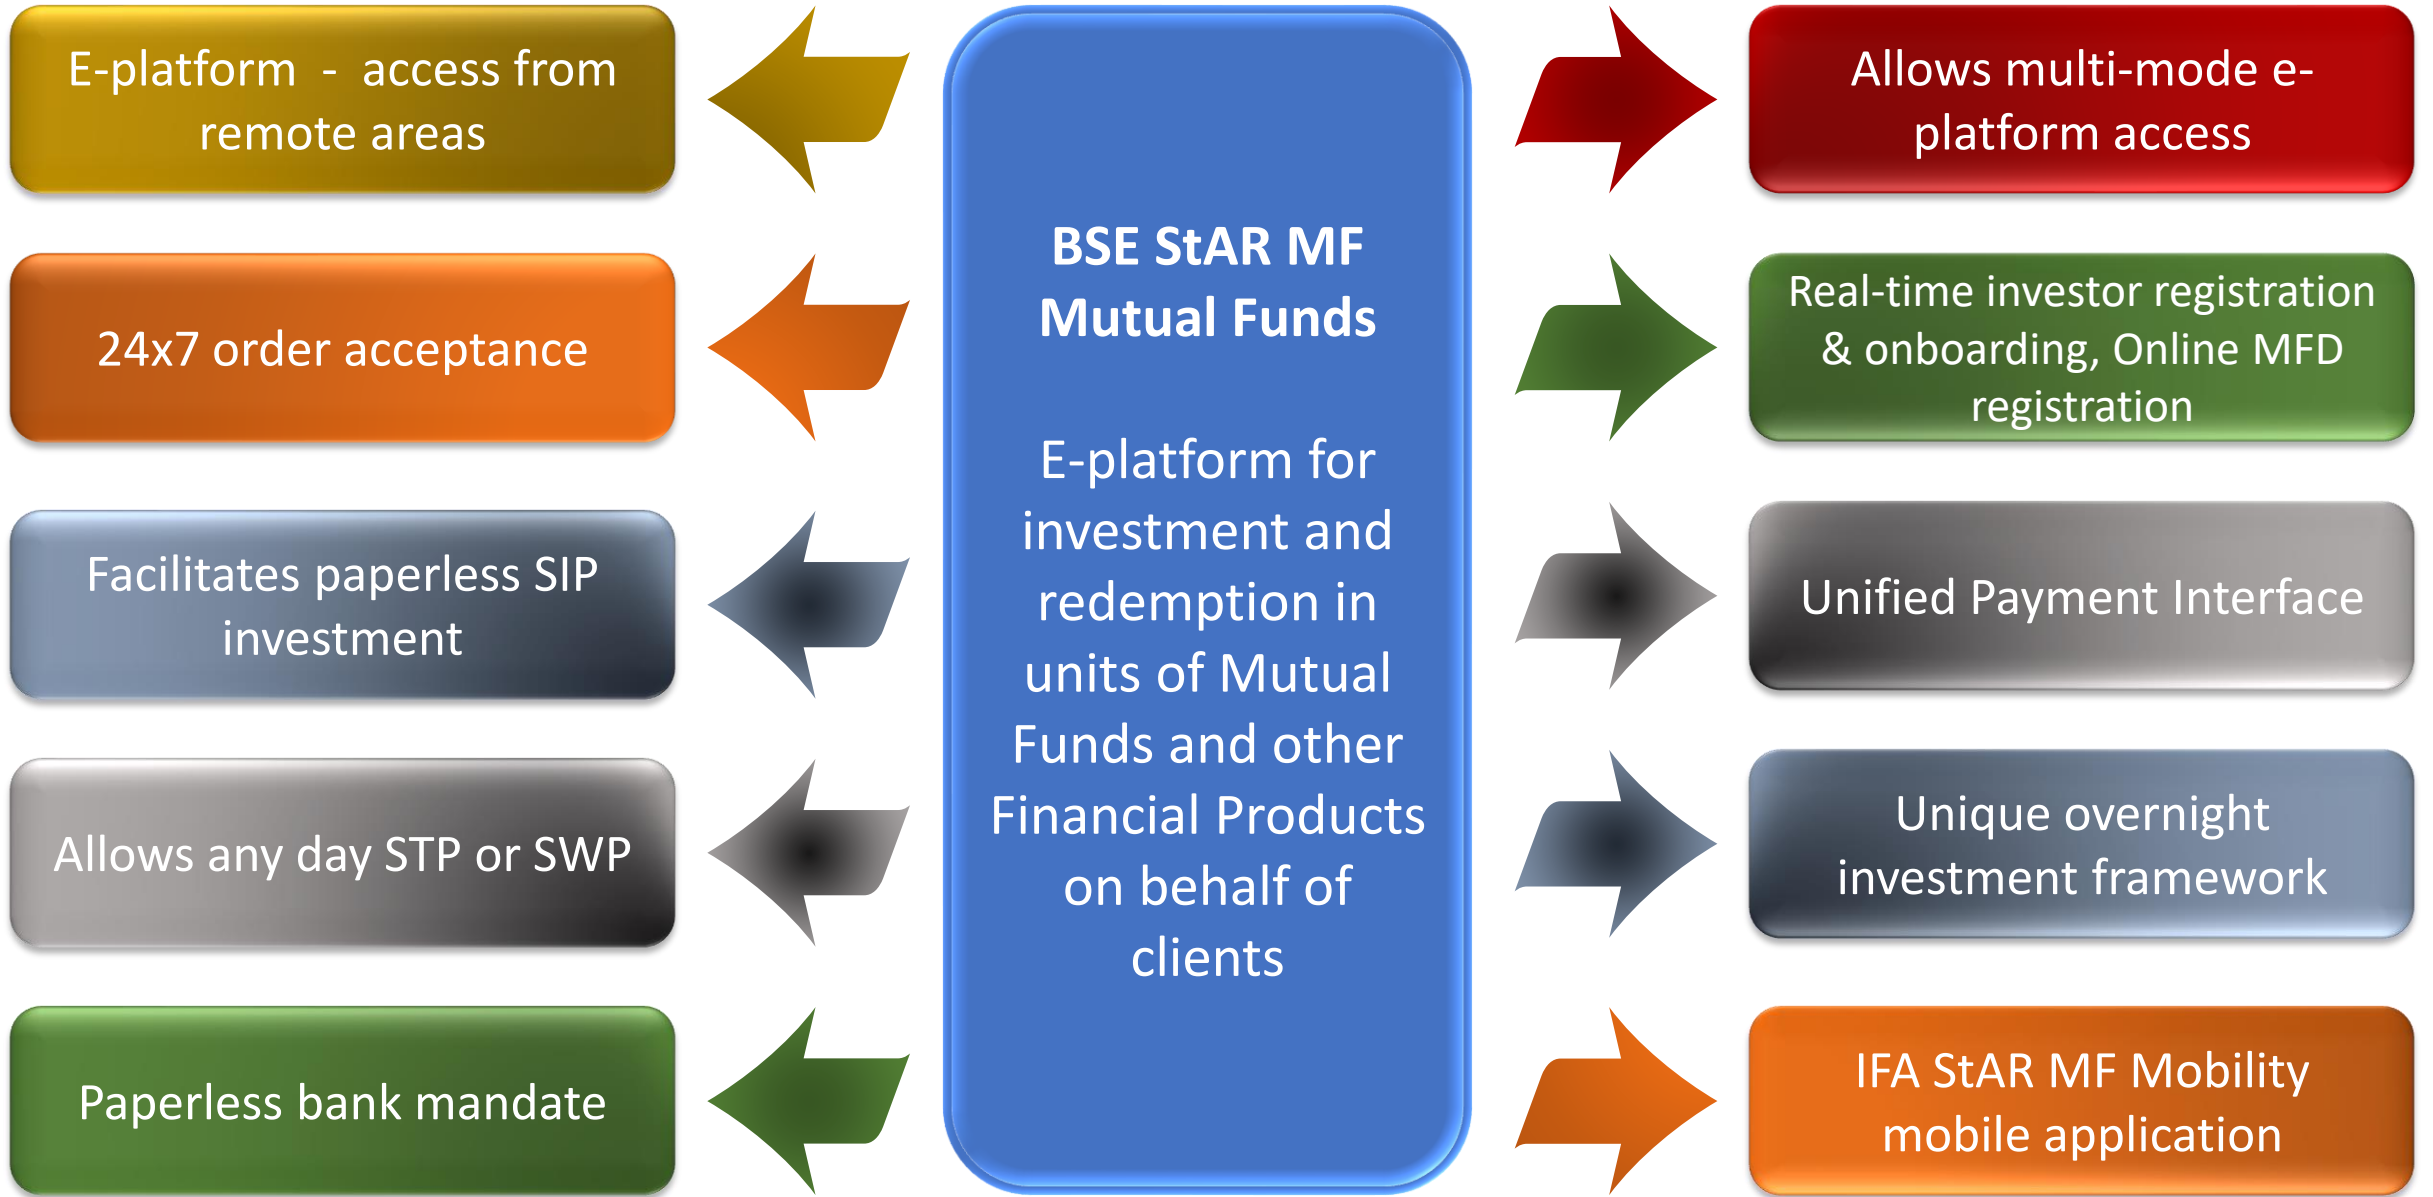 E-platform - access from
remote areas
24x7 order acceptance
Facilitates paperless SIP
investment
Allows any day STP or SWP
Paperless bank mandate
BSE StAR MF
Mutual Funds
E-platform for
investment and
redemption in
units of Mutual
Funds and other
Financial Products
on behalf of
clients
Allows multi-mode e-
platform access
Real-time investor registration
& onboarding, Online MFD
registration
Unified Payment Interface
Unique overnight
investment framework
IFA StAR MF Mobility
mobile application